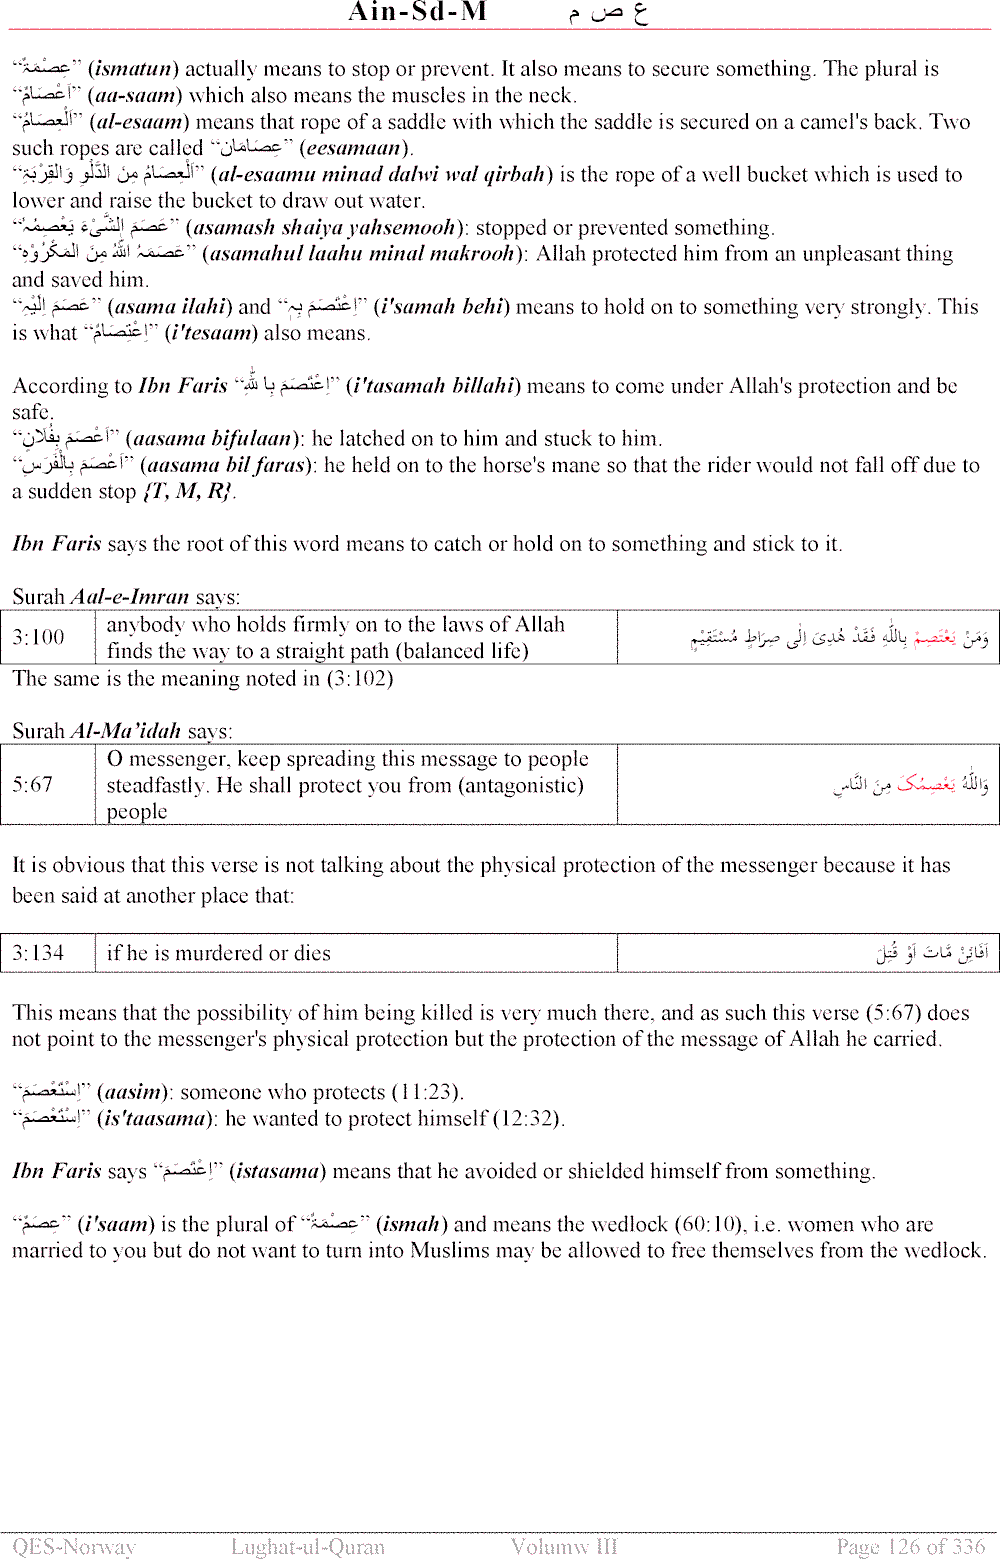 Ain-Sd-M ع ص م
“عِصْمَۃٌ” (ismatun) actually means to stop or prevent. It also means to secure something. The plural is
“اَعْصَامٌ” (aa-saam) which also means the muscles in the neck.
“اَلْعِصَامُ” (al-esaam) means that rope of a saddle with which the saddle is secured on a camel's back. Two
such ropes are called “عِصَامَان” (eesamaan).
“اَلْعِصَامُ مِنَ الدَّلْوِ وَالْقِرْبَۃِ” (al-esaamu minad dalwi wal qirbah) is the rope of a well bucket which is used to
lower and raise the bucket to draw out water.
“عَصَمَ الشَّیْءَ یَعْصِمُہٗ” (asamash shaiya yahsemooh): stopped or prevented something.
“عَصَمَہُ اللّٰہُ مِنَ الْمَکْرُوْہِ” (asamahul laahu minal makrooh): Allah protected him from an unpleasant thing
and saved him.
“عَصَمَ اِلَیْہِ” (asama ilahi) and “اِعْتَصَمَ بِہٖ” (i'samah behi) means to hold on to something very strongly. This
is what “اِعْتِصَامٌ” (i'tesaam) also means.
According to Ibn Faris “اِعْتَصَمَ بِا للّٰہِ” (i'tasamah billahi) means to come under Allah's protection and be
safe.
“اَعْصَمَ بِفُلَانٍ” (aasama bifulaan): he latched on to him and stuck to him.
“اَعْصَمَ بِالْفَرَسِ” (aasama bil faras): he held on to the horse's mane so that the rider would not fall off due to
a sudden stop {T, M, R}.
Ibn Faris says the root of this word means to catch or hold on to something and stick to it.
Surah Aal-e-Imran says:
3:100 anybody who holds firmly on to the laws of Allah وَمَنْ یَعْتَصِمْ بِاللّٰہِ فَقَدْ ھُدِیَ اِلٰی صِرَاطٍ مُسْتَقِیْمٍ
finds the way to a straight path (balanced life)
The same is the meaning noted in (3:102)
Surah Al-Ma’idah says:
O messenger, keep spreading this message to people
5:67 steadfastly. He shall protect you from (antagonistic) وَاللّٰہُ یَعْصِمُکَ مِنَ النَّاسِ
people
It is obvious that this verse is not talking about the physical protection of the messenger because it has
been said at another place that:
3:134 if he is murdered or dies اَفَائِنْ مَّاتَ اَوْ قُتِلَ
This means that the possibility of him being killed is very much there, and as such this verse (5:67) does
not point to the messenger's physical protection but the protection of the message of Allah he carried.
“اِسْتَعْصَمَ” (aasim): someone who protects (11:23).
“اِسْتَعْصَمَ” (is'taasama): he wanted to protect himself (12:32).
Ibn Faris says “اِعْتَصَمَ” (istasama) means that he avoided or shielded himself from something.
“عِصَمٌ” (i'saam) is the plural of “عِصْمَۃٌ” (ismah) and means the wedlock (60:10), i.e. women who are
married to you but do not want to turn into Muslims may be allowed to free themselves from the wedlock.
QES-Norway Lughat-ul-Quran Volumw III Page 126 of 336